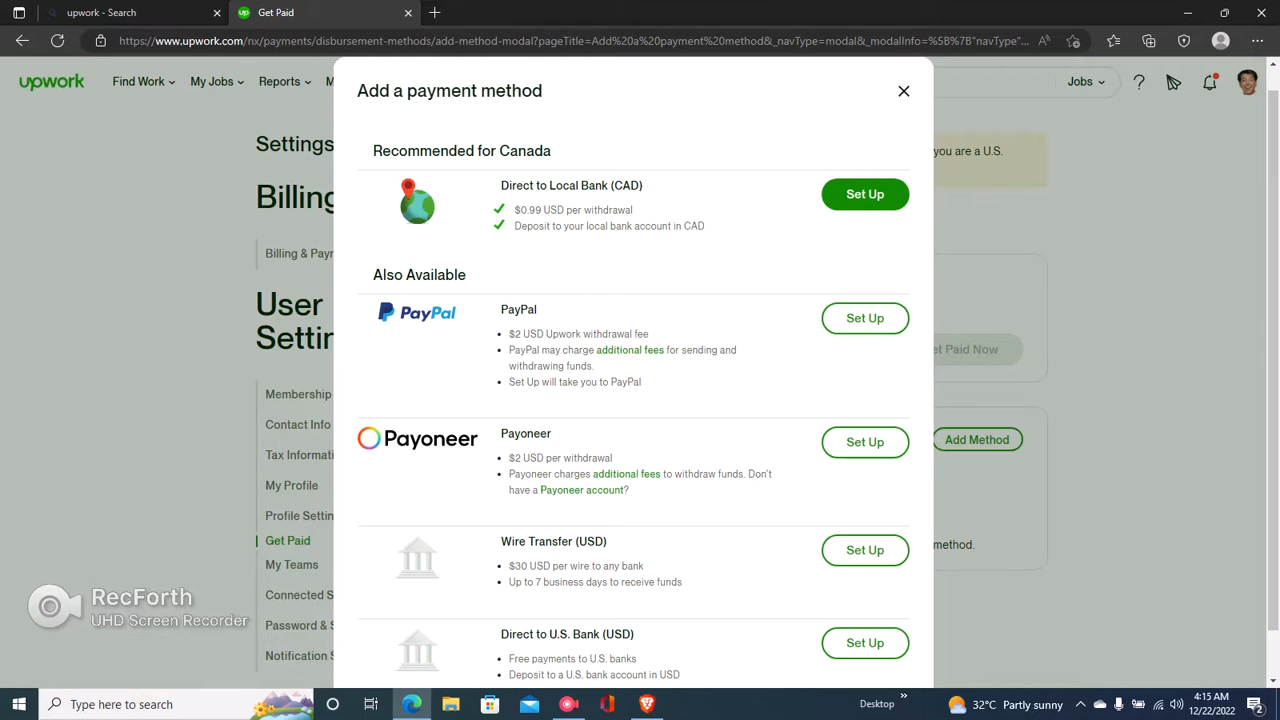 upwork - Search
up Get Paid
https://www.upwork.com/nx/payments/disbursement-methods/add-method?pageTitle=Add%20a%20payment%20method&_navType=modal&_modalInfo=%5B%7B"navType"...
upwork Find Work My Jobs Reports M Jobs
Add a payment method
Settings
Billing
Billing & Payr
User
Settir
Membership
Contact Info
Tax Informati
My Profile
Profile Settin
Get Paid
My Teams
Connected S
Password & S
Notification S
Recommended for Canada
Direct to Local Bank (CAD)
$0.99 USD per withdrawal
Deposit to your local bank account in CAD
Set Up
Also Available
PayPal PayPal
$2 USD Upwork withdrawal fee
PayPal may charge additional fees for sending and
withdrawing funds.
Set Up will take you to PayPal
Set Up
Payoneer Payoneer
$2 USD per withdrawal
Payoneer charges additional fees to withdraw funds. Don't
have a Payoneer account?
Set Up
Wire Transfer (USD)
$30 USD per wire to any bank
Up to 7 business days to receive funds
Set Up
Direct to U.S. Bank (USD)
Free payments to U.S. banks
Deposit to a U.S. bank account in USD
Set Up
you are a U.S.
et Paid Now
Add Method
method.
RecForth
UHD Screen Recorder
Type here to search
Desktop
32°C Partly sunny
4:15 AM
12/22/2022
2